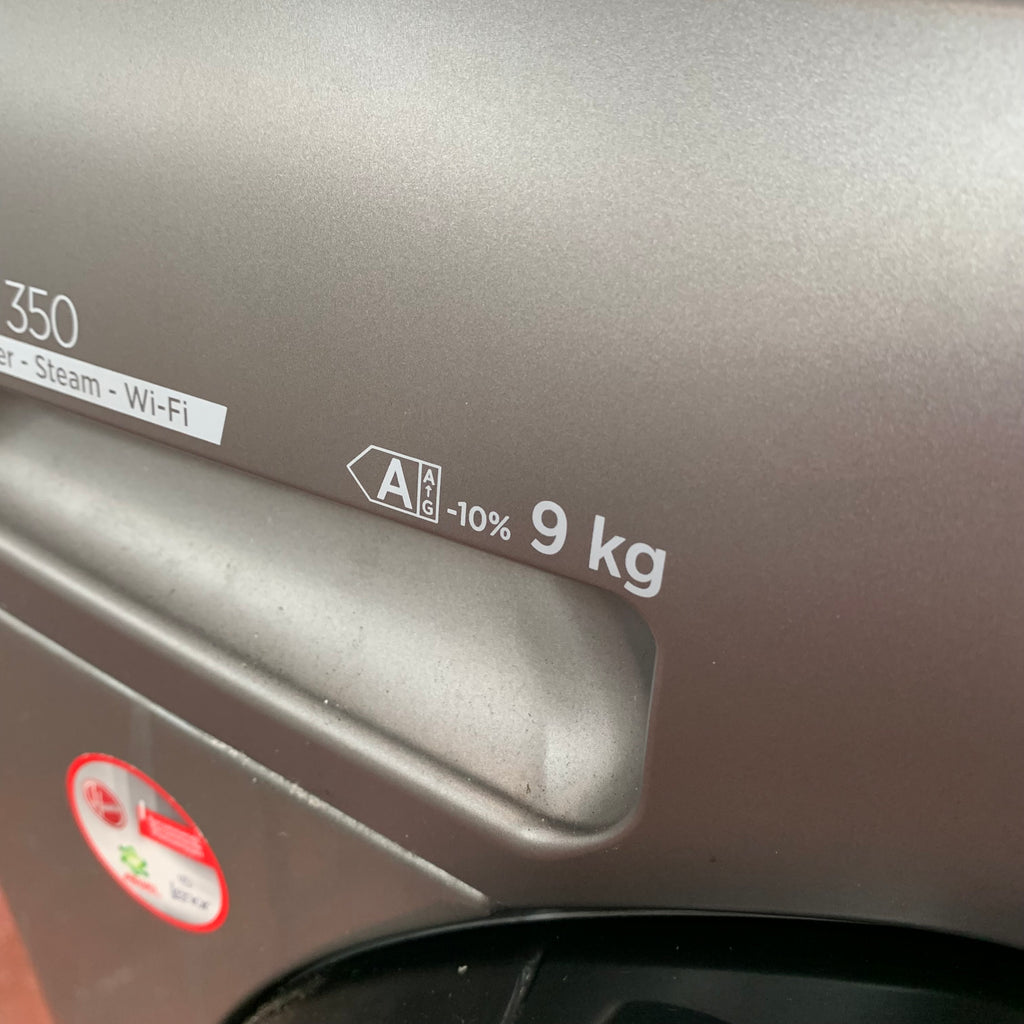 350
er - Steam - Wi-Fi
A A↑G -10% 9 kg